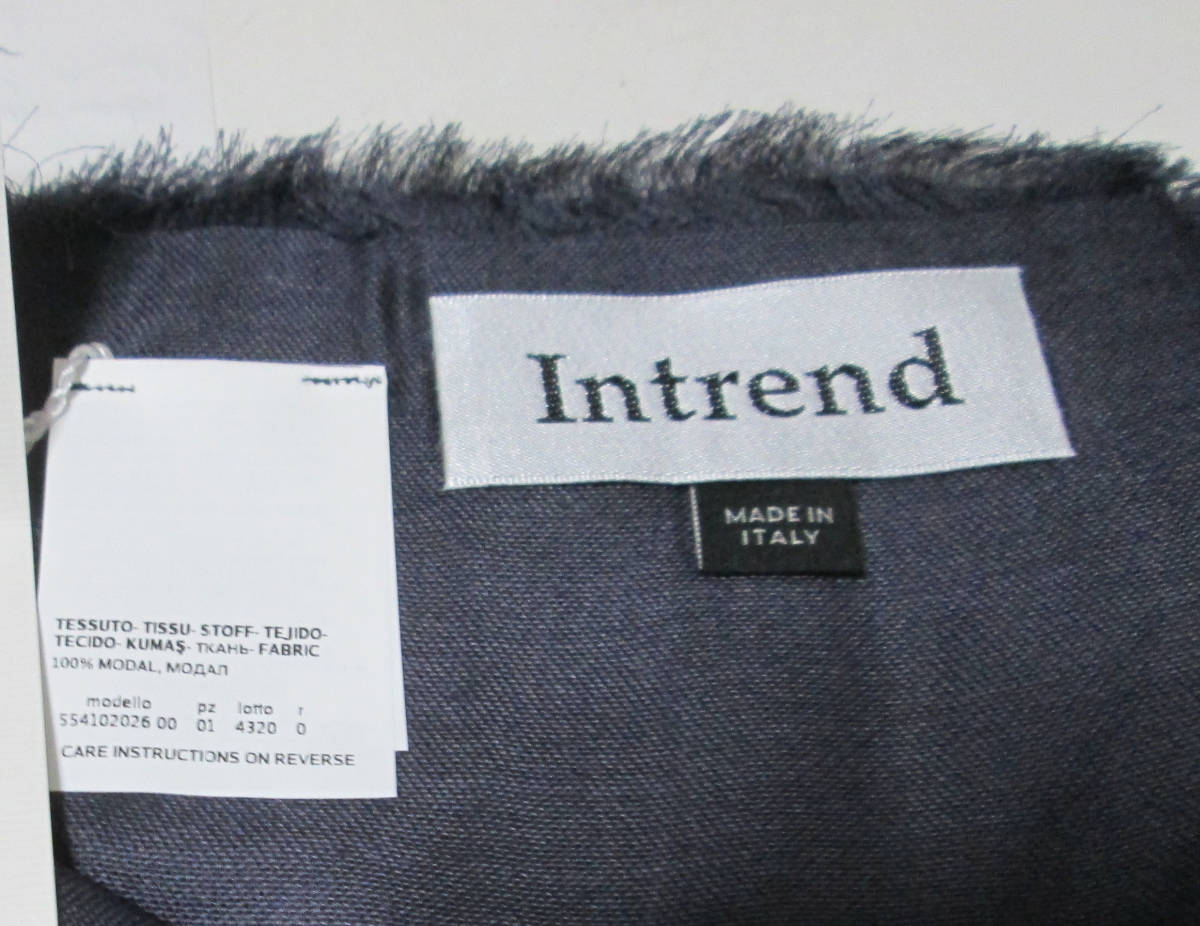 Intrend
MADE IN
ITALY
TESSUTO- TISSU- STOFF- TEJIDO-
TECIDO- KUMAŞ- ТКАНЬ- FABRIC
100% MODAL, МОДАЛ
modello pz lotto r
554102026 00 01 4320 0
CARE INSTRUCTIONS ON REVERSE